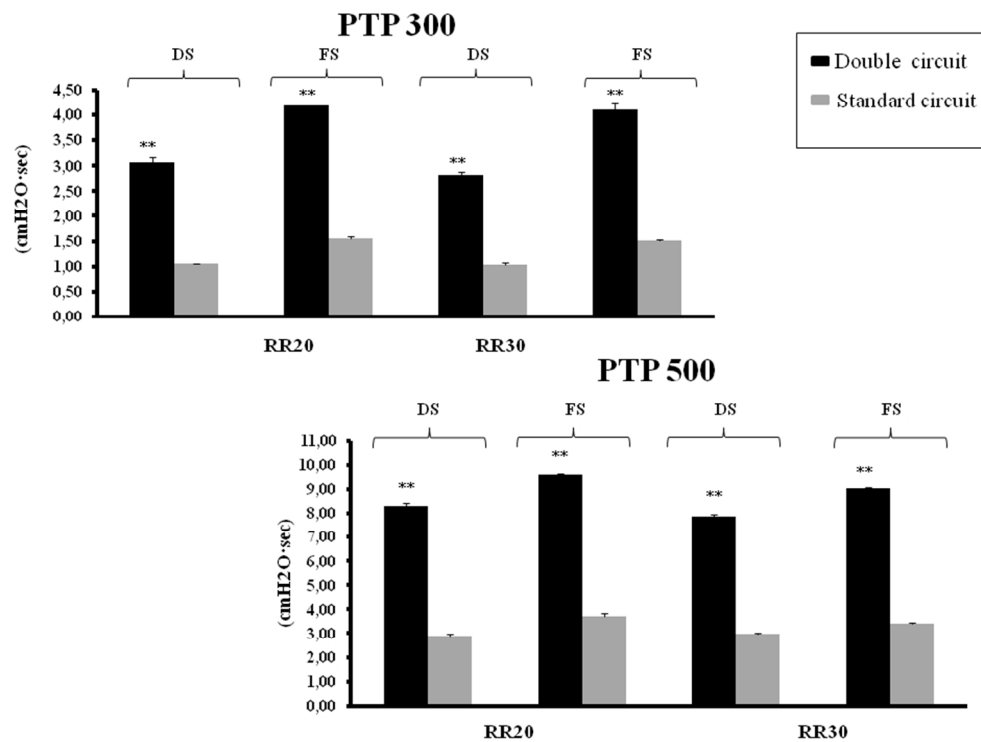 PTP 300
DS FS DS FS
Double circuit
Standard circuit
(cmH2O·sec)
4,50
4,00
3,50
3,00
2,50
2,00
1,50
1,00
0,50
0,00
** ** ** **
RR20 RR30
PTP 500
DS FS DS FS
(cmH2O·sec)
11,00
10,00
9,00
8,00
7,00
6,00
5,00
4,00
3,00
2,00
1,00
0,00
** ** ** **
RR20 RR30